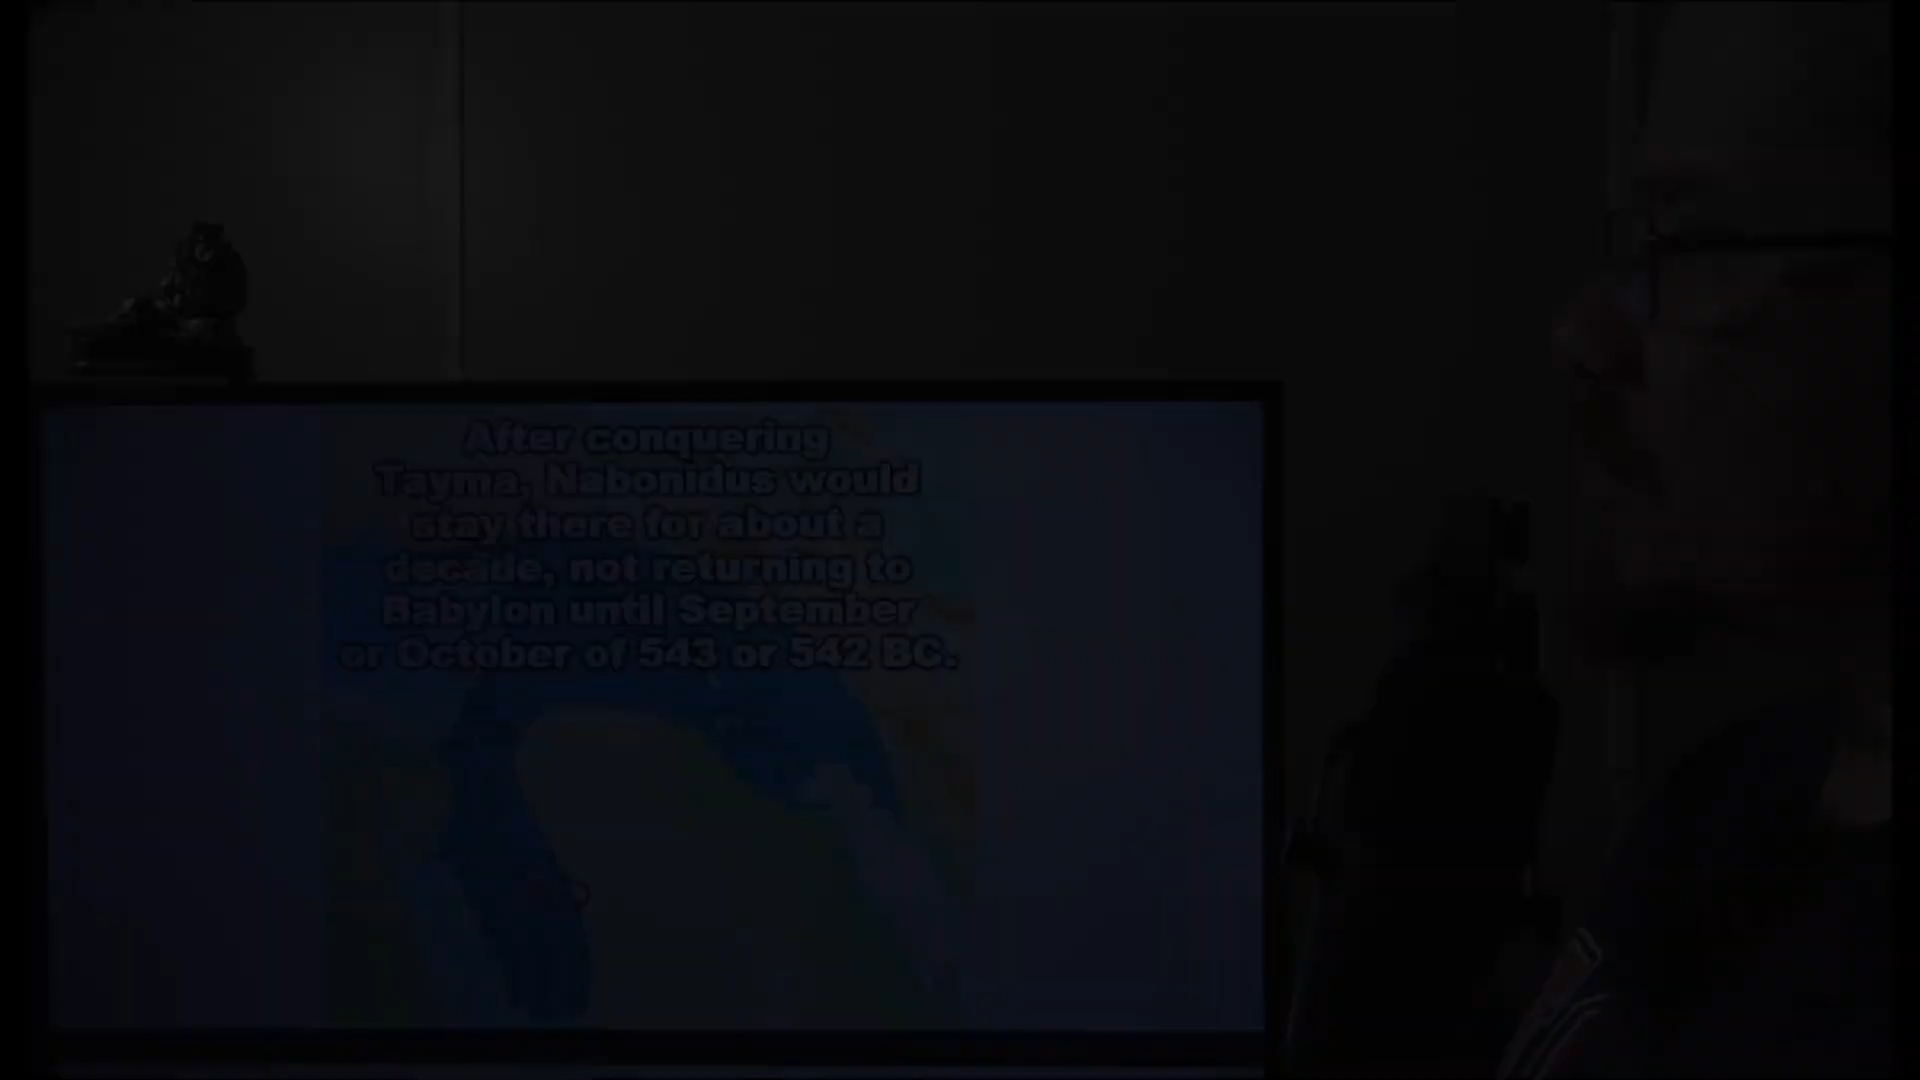 After conquering
Tayma, Nabonidus would
stay there for about a
decade, not returning to
Babylon until September
or October of 543 or 542 BC.